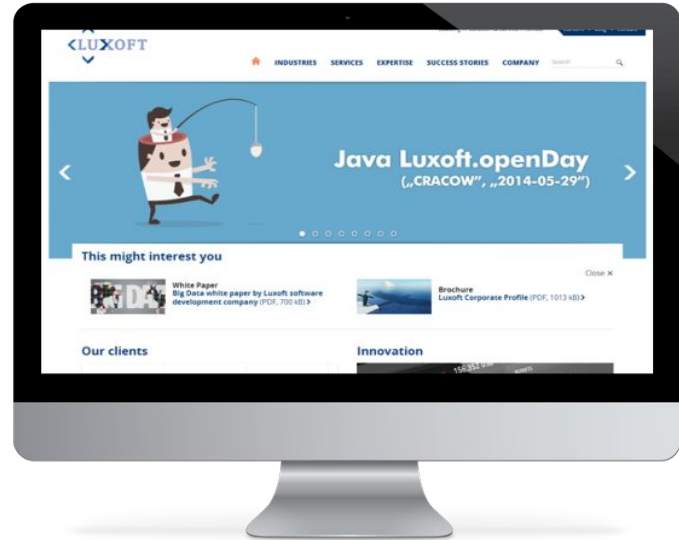 LUXOFT
INDUSTRIES SERVICES EXPERTISE SUCCESS STORIES COMPANY Search
Java Luxoft.openDay
(„CRACOW”, „2014-05-29”)
This might interest you
Close ×
White Paper
Big Data white paper by Luxoft software
development company (PDF, 700 kB) >
BIG DA
Brochure
Luxoft Corporate Profile (PDF, 1013 kB) >
Our clients
Innovation